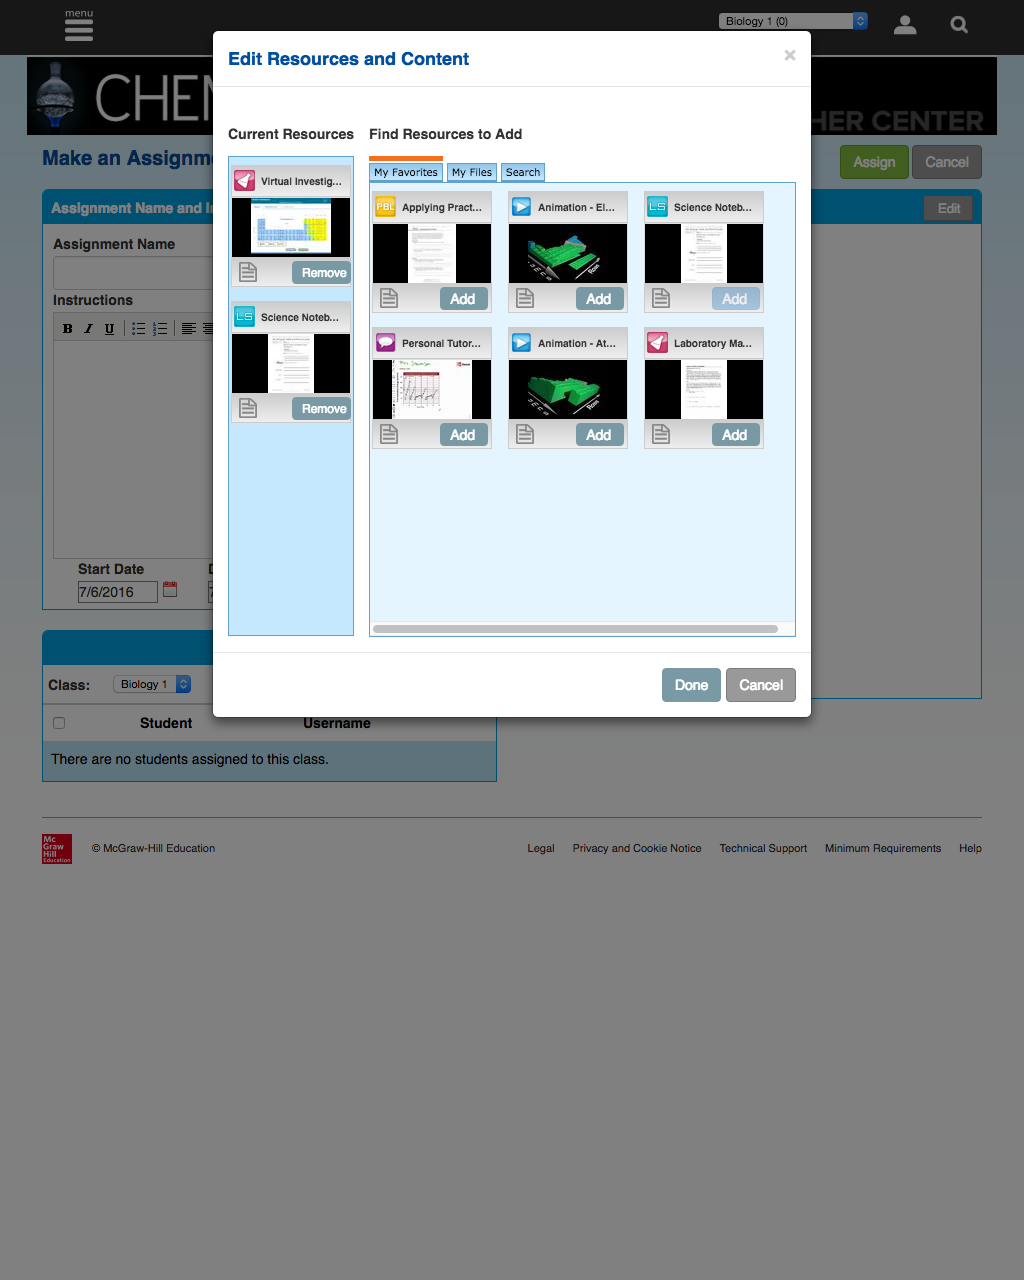 menu
Biology 1 (0)
Edit Resources and Content
×
CHEM
HER CENTER
Current Resources
Find Resources to Add
Make an Assignm
Assign
Cancel
My Favorites
My Files
Search
Virtual Investig...
PBL
Applying Pract...
Animation - El...
LS
Science Noteb...
Assignment Name and I
Edit
Assignment Name
Remove
Add
Add
Add
Instructions
LS
Science Noteb...
B I U
Personal Tutor...
Animation - At...
Laboratory Ma...
Remove
Add
Add
Add
Start Date
7/6/2016
Done
Cancel
Class:
Biology 1
Student
Username
There are no students assigned to this class.
Mc
Graw
Hill
Education
© McGraw-Hill Education
Legal
Privacy and Cookie Notice
Technical Support
Minimum Requirements
Help